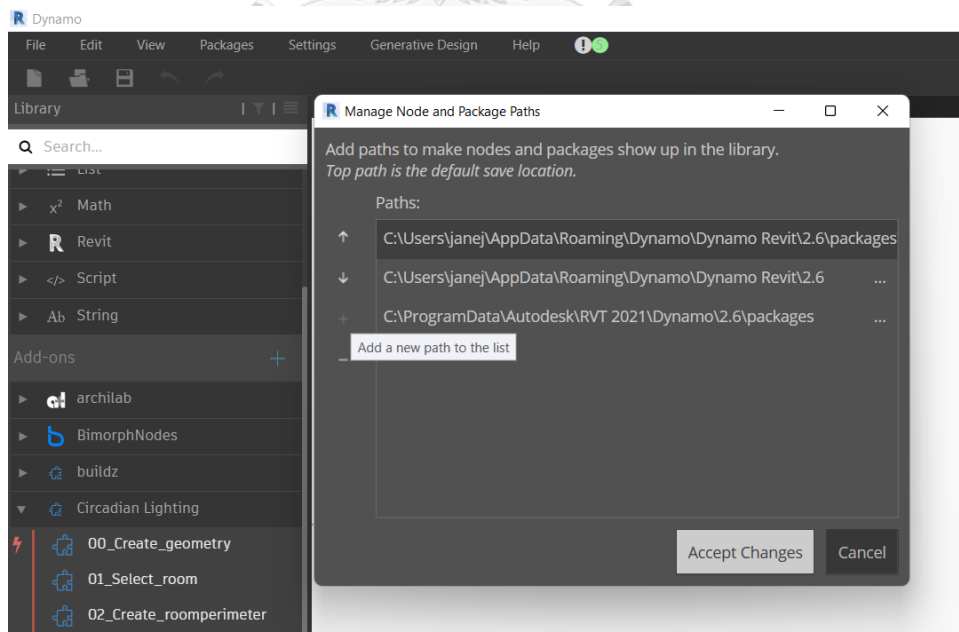 Dynamo
File Edit View Packages Settings Generative Design Help
Library
Manage Node and Package Paths
Search...
Add paths to make nodes and packages show up in the library.
Top path is the default save location.
List
Paths:
x² Math
C:\Users\janej\AppData\Roaming\Dynamo\Dynamo Revit\2.6\packages
R Revit
C:\Users\janej\AppData\Roaming\Dynamo\Dynamo Revit\2.6 ...
</> Script
C:\ProgramData\Autodesk\RVT 2021\Dynamo\2.6\packages ...
Ab String
Add a new path to the list
Add-ons
archilab
BimorphNodes
buildz
Circadian Lighting
00_Create_geometry
Accept Changes Cancel
01_Select_room
02_Create_roomperimeter